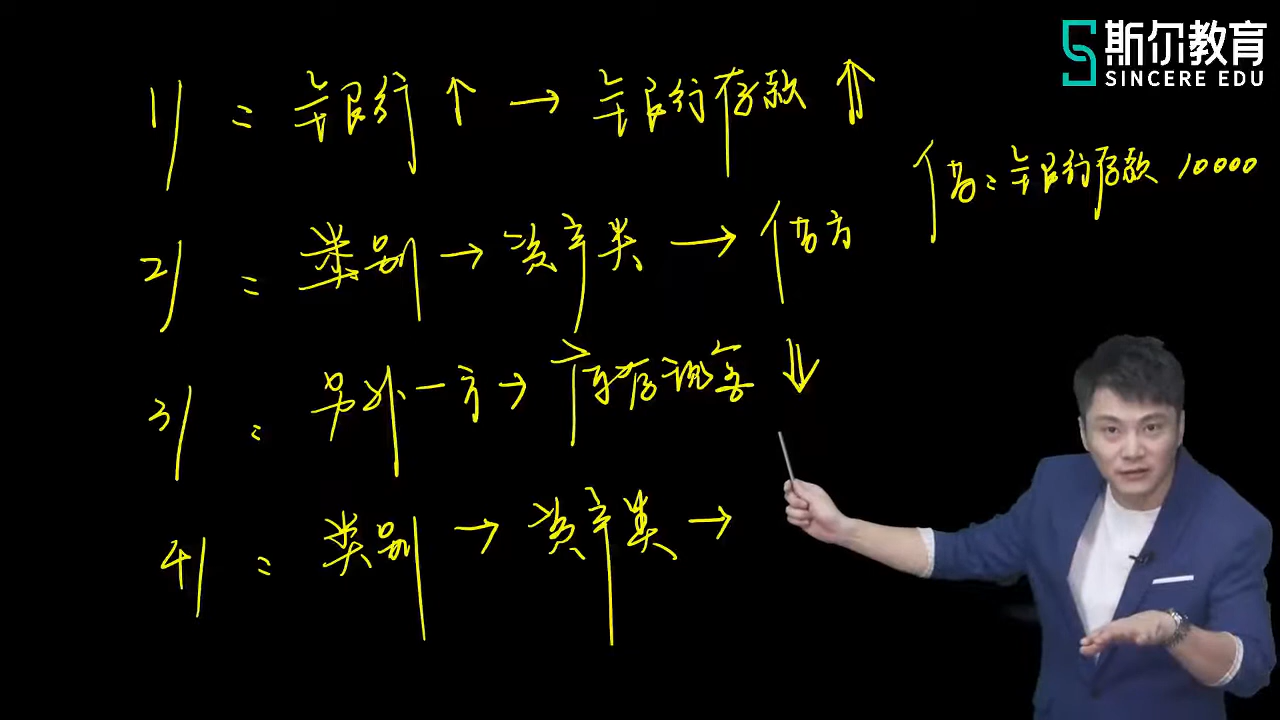 斯尔教育
SINCERE EDU
1) : 银行 ↑ → 银行存款 ⇑
借: 银行存款 10000
2) : 类别 → 资产类 → 借方
3) : 另外一方 → 库存现金 ⇓
4) : 类别 → 资产类 →